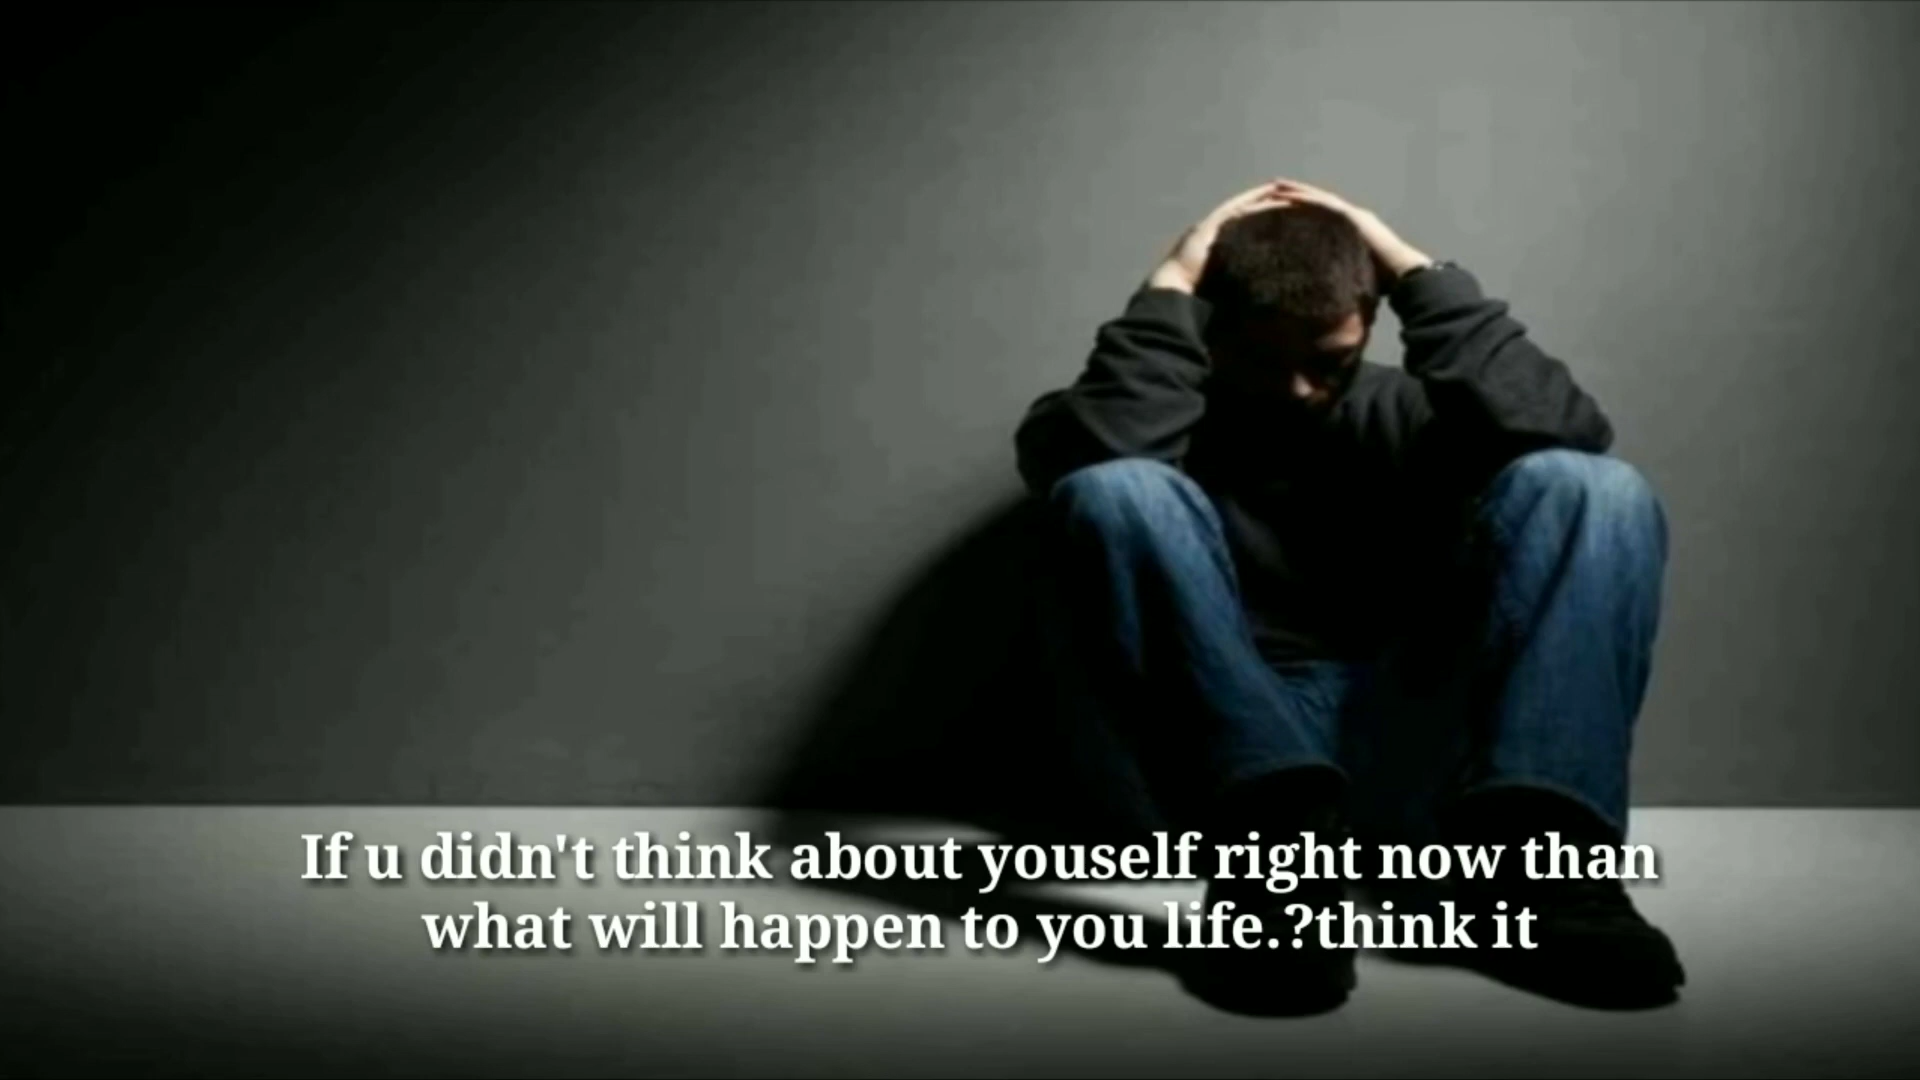 If u didn't think about youself right now than
what will happen to you life.?think it